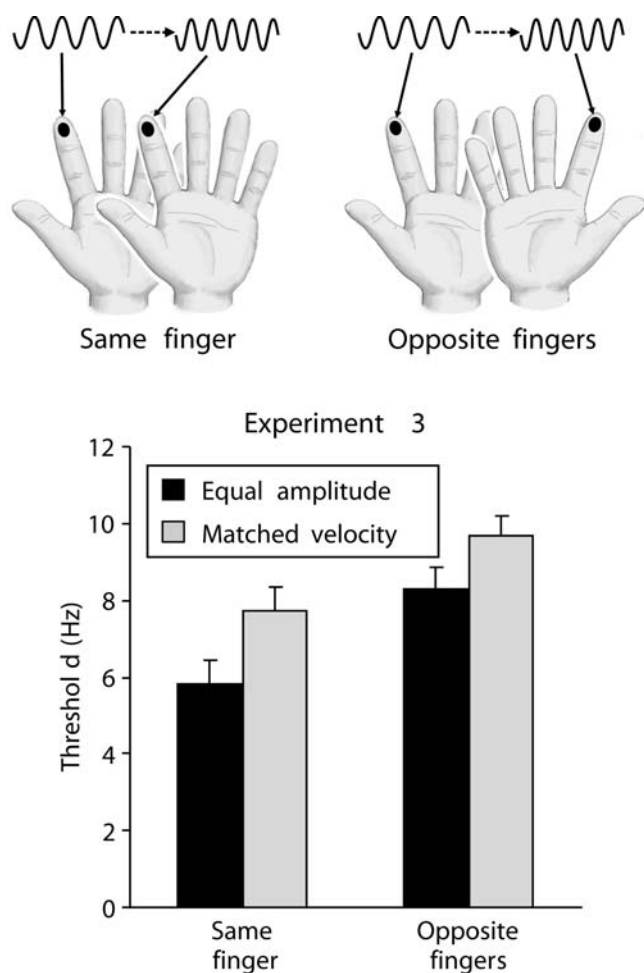 Same finger
Opposite fingers
Experiment 3
12
10
8
6
4
2
0
Threshol d (Hz)
Equal amplitude
Matched velocity
Same
finger
Opposite
fingers